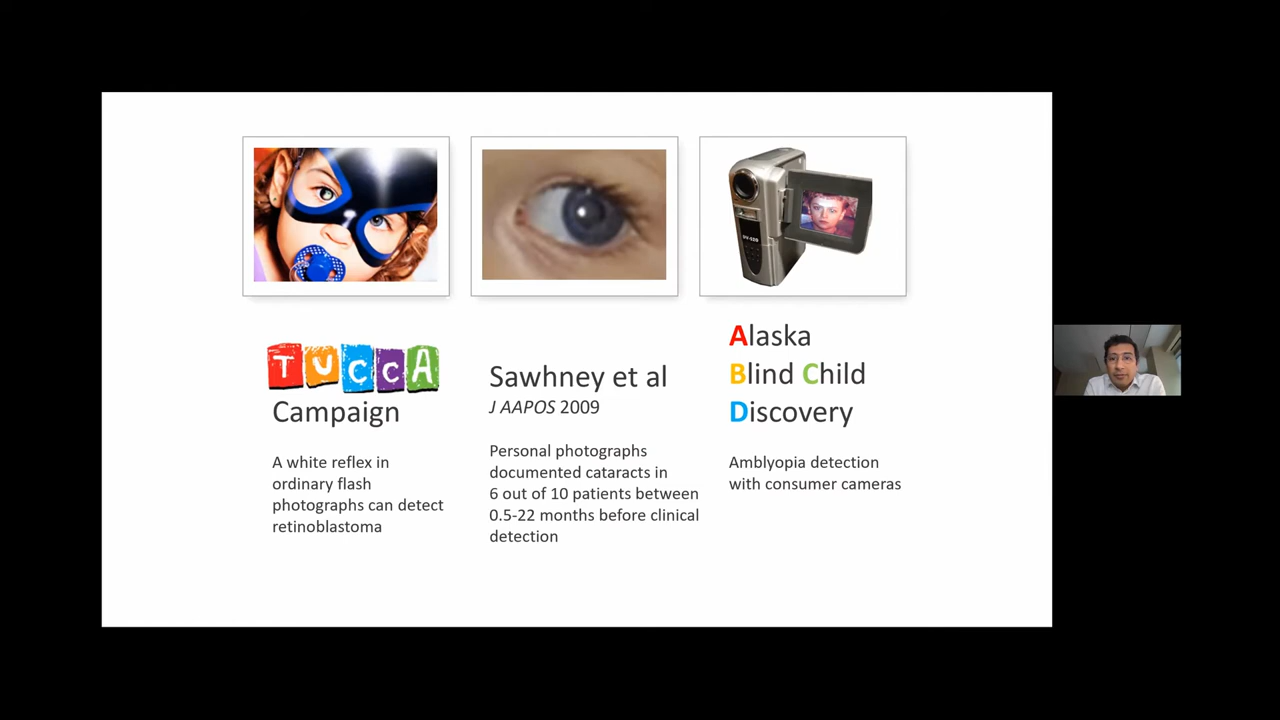 TUCCA
Campaign
A white reflex in
ordinary flash
photographs can detect
retinoblastoma
Sawhney et al
J AAPOS 2009
Personal photographs
documented cataracts in
6 out of 10 patients between
0.5-22 months before clinical
detection
Alaska
Blind Child
Discovery
Amblyopia detection
with consumer cameras